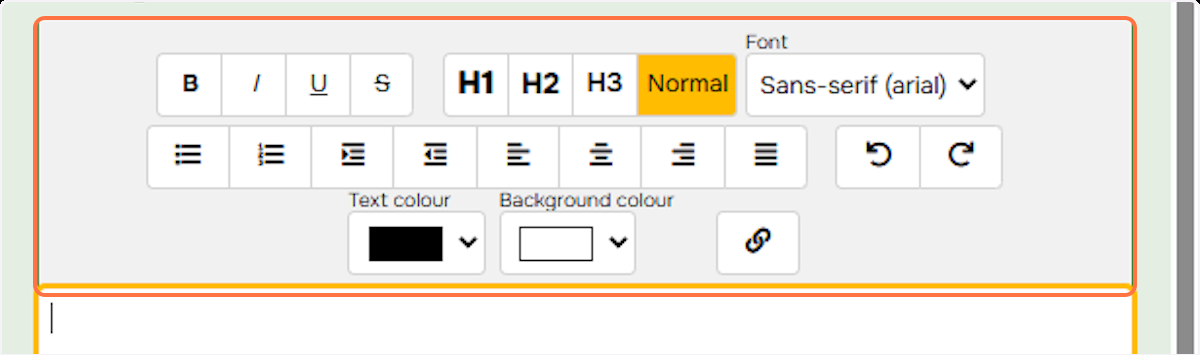 Font
B I U S H1 H2 H3 Normal Sans-serif (arial)
Text colour Background colour